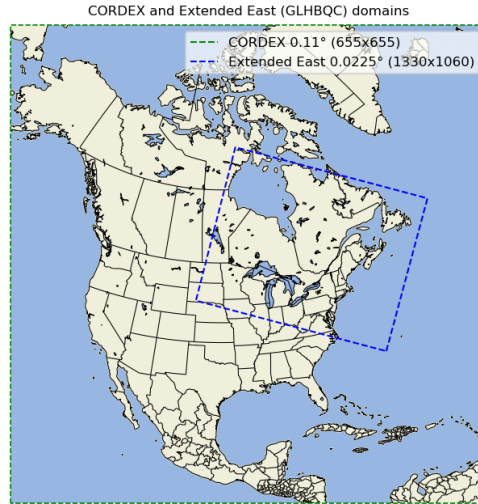 CORDEX and Extended East (GLHBQC) domains
CORDEX 0.11° (655x655)
Extended East 0.0225° (1330x1060)